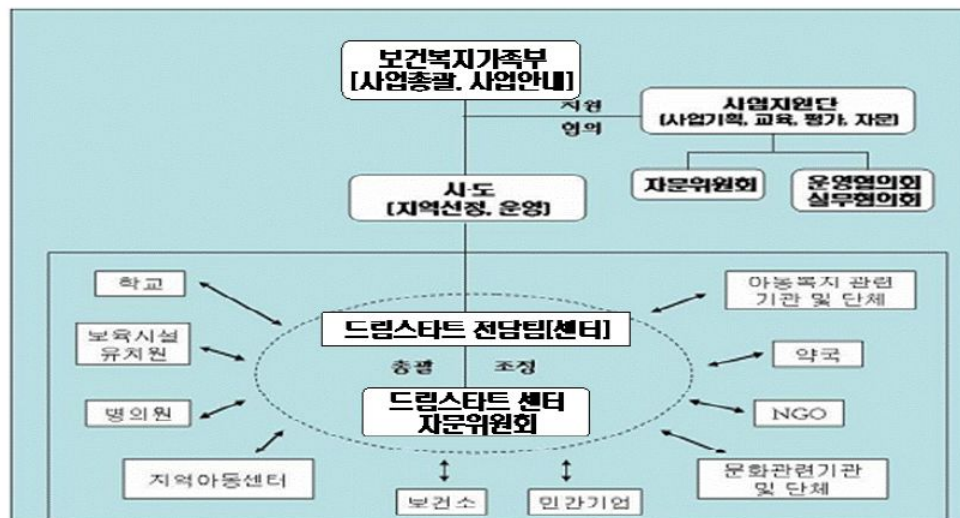 보건복지가족부
[사업총괄, 사업안내]
지원
협의
사업지원단
(사업기획, 교육, 평가, 자문)
자문위원회
운영협의회
실무협의회
시·도
(지역선정, 운영)
학교
아동복지 관련
기관 및 단체
보육시설
유치원
드림스타트 전담팀[센터]
총괄
조정
약국
병의원
드림스타트 센터
자문위원회
NGO
지역아동센터
문화관련기관
및 단체
보건소
민간기업